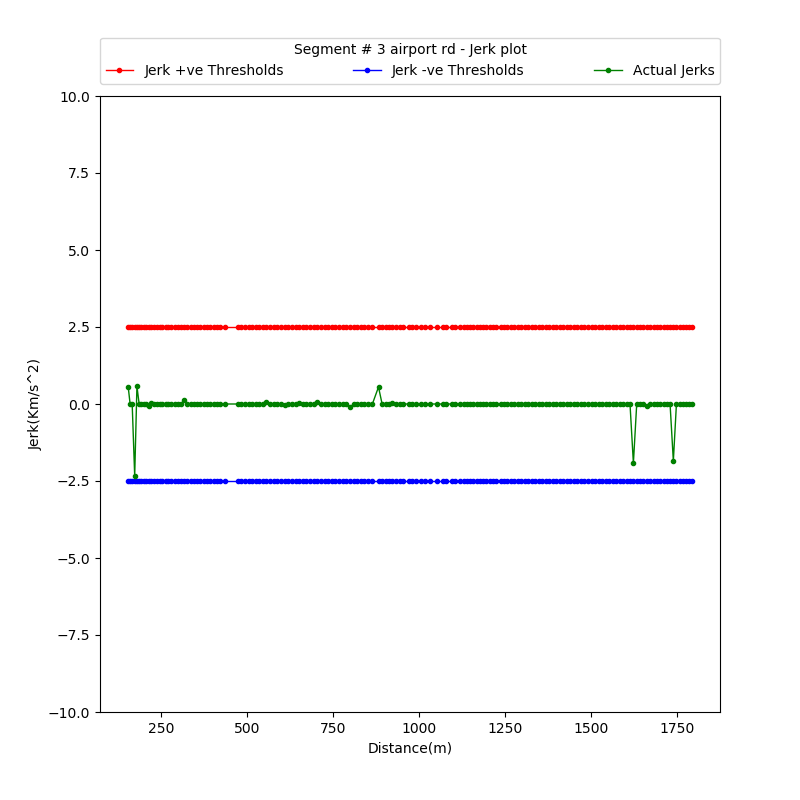 Segment # 3 airport rd - Jerk plot
Jerk +ve Thresholds Jerk -ve Thresholds Actual Jerks
10.0
7.5
5.0
2.5
0.0
−2.5
−5.0
−7.5
−10.0
Jerk(Km/s^2)
250 500 750 1000 1250 1500 1750
Distance(m)